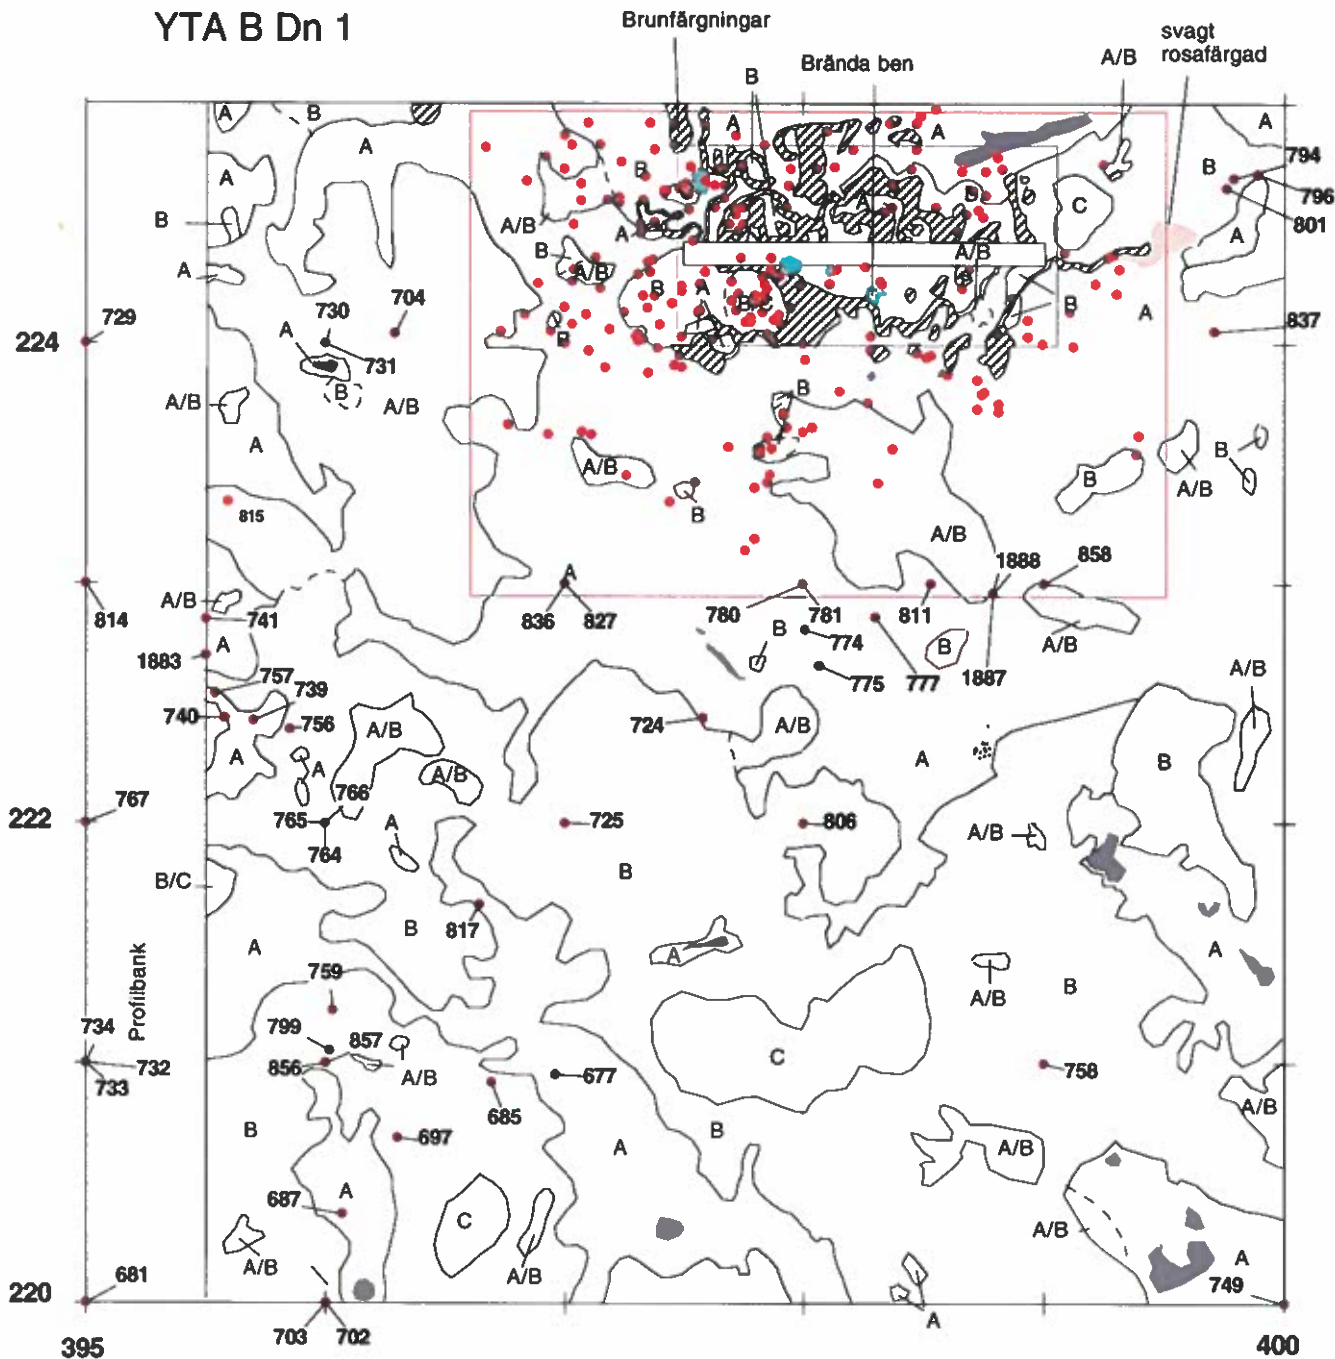 YTA B Dn 1
Brunfärgningar
Brända ben
svagt
rosafärgad
A/B
B
A
B
A
A
A
A
B
794
796
801
A
B
A
B
C
A/B
A
B
A
A/B
B
A/B
A
A
B
A/B
B
A
B
A
730
704
729
224
837
731
A
B
A/B
A/B
B
A
A/B
B
B
A/B
B
815
A/B
1888
858
A
A/B
814
741
836
827
780
781
811
A/B
1883
A
B
774
B
775
777
1887
A/B
757
739
740
756
724
A/B
A/B
A
A
A/B
A
B
767
766
222
765
725
806
A/B
764
A
B/C
B
B
817
A
A
A
759
B
A/B
Profilbank
734
799
857
732
733
856
A/B
C
677
758
685
A/B
B
697
A
B
A/B
687
A
C
A/B
A/B
A/B
A
681
749
220
703
702
A
395
400